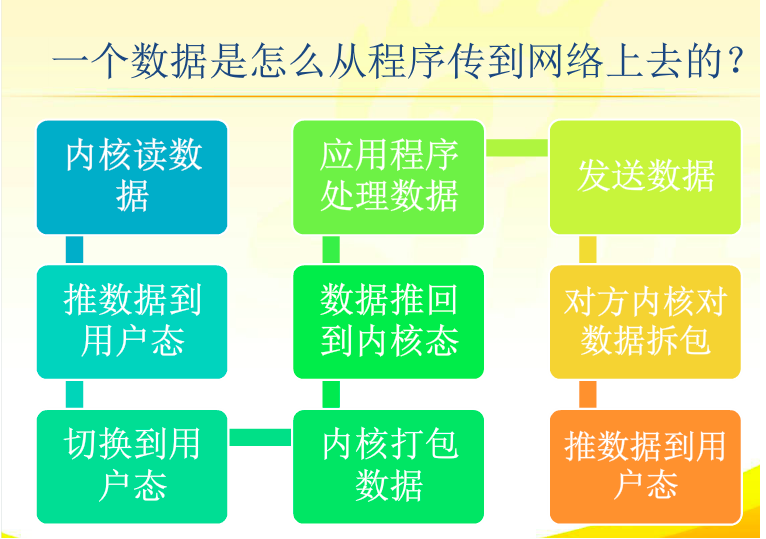 一个数据是怎么从程序传到网络上去的？
内核读数
据
推数据到
用户态
切换到用
户态
内核打包
数据
数据推回
到内核态
应用程序
处理数据
发送数据
对方内核对
数据拆包
推数据到用
户态